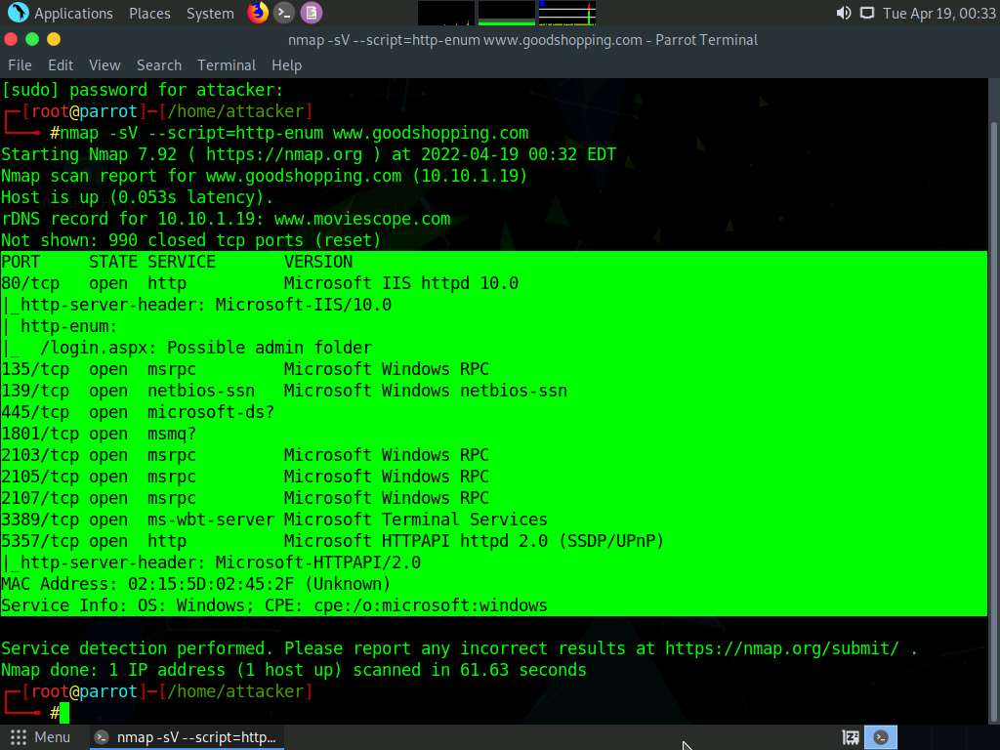 Applications Places System Tue Apr 19, 00:33
nmap -sV --script=http-enum www.goodshopping.com - Parrot Terminal
File Edit View Search Terminal Help
[sudo] password for attacker:
┌─[root@parrot]─[/home/attacker]
└──╼ #nmap -sV --script=http-enum www.goodshopping.com
Starting Nmap 7.92 ( https://nmap.org ) at 2022-04-19 00:32 EDT
Nmap scan report for www.goodshopping.com (10.10.1.19)
Host is up (0.053s latency).
rDNS record for 10.10.1.19: www.moviescope.com
Not shown: 990 closed tcp ports (reset)
PORT     STATE SERVICE       VERSION
80/tcp   open  http          Microsoft IIS httpd 10.0
|_http-server-header: Microsoft-IIS/10.0
| http-enum:
|_  /login.aspx: Possible admin folder
135/tcp  open  msrpc         Microsoft Windows RPC
139/tcp  open  netbios-ssn   Microsoft Windows netbios-ssn
445/tcp  open  microsoft-ds?
1801/tcp open  msmq?
2103/tcp open  msrpc         Microsoft Windows RPC
2105/tcp open  msrpc         Microsoft Windows RPC
2107/tcp open  msrpc         Microsoft Windows RPC
3389/tcp open  ms-wbt-server Microsoft Terminal Services
5357/tcp open  http          Microsoft HTTPAPI httpd 2.0 (SSDP/UPnP)
|_http-server-header: Microsoft-HTTPAPI/2.0
MAC Address: 02:15:5D:02:45:2F (Unknown)
Service Info: OS: Windows; CPE: cpe:/o:microsoft:windows
Service detection performed. Please report any incorrect results at https://nmap.org/submit/ .
Nmap done: 1 IP address (1 host up) scanned in 61.63 seconds
┌─[root@parrot]─[/home/attacker]
└──╼ #
Menu nmap -sV --script=http...